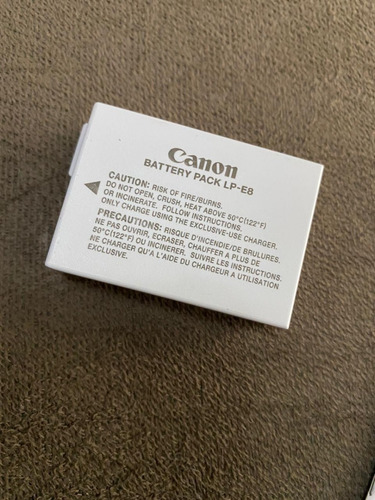 Canon
BATTERY PACK LP-E8
CAUTION: RISK OF FIRE/BURNS.
DO NOT OPEN, CRUSH, HEAT ABOVE 50°C(122°F)
OR INCINERATE. FOLLOW INSTRUCTIONS.
ONLY CHARGE USING THE EXCLUSIVE-USE CHARGER.
PRÉCAUTIONS: RISQUE D'INCENDIE/DE BRULURES.
NE PAS OUVRIR, ECRASER, CHAUFFER A PLUS DE
50°C(122°F) OU INCINERER. SUIVRE LES INSTRUCTIONS.
NE CHARGER QU'A L'AIDE DU CHARGEUR A UTILISATION
EXCLUSIVE.